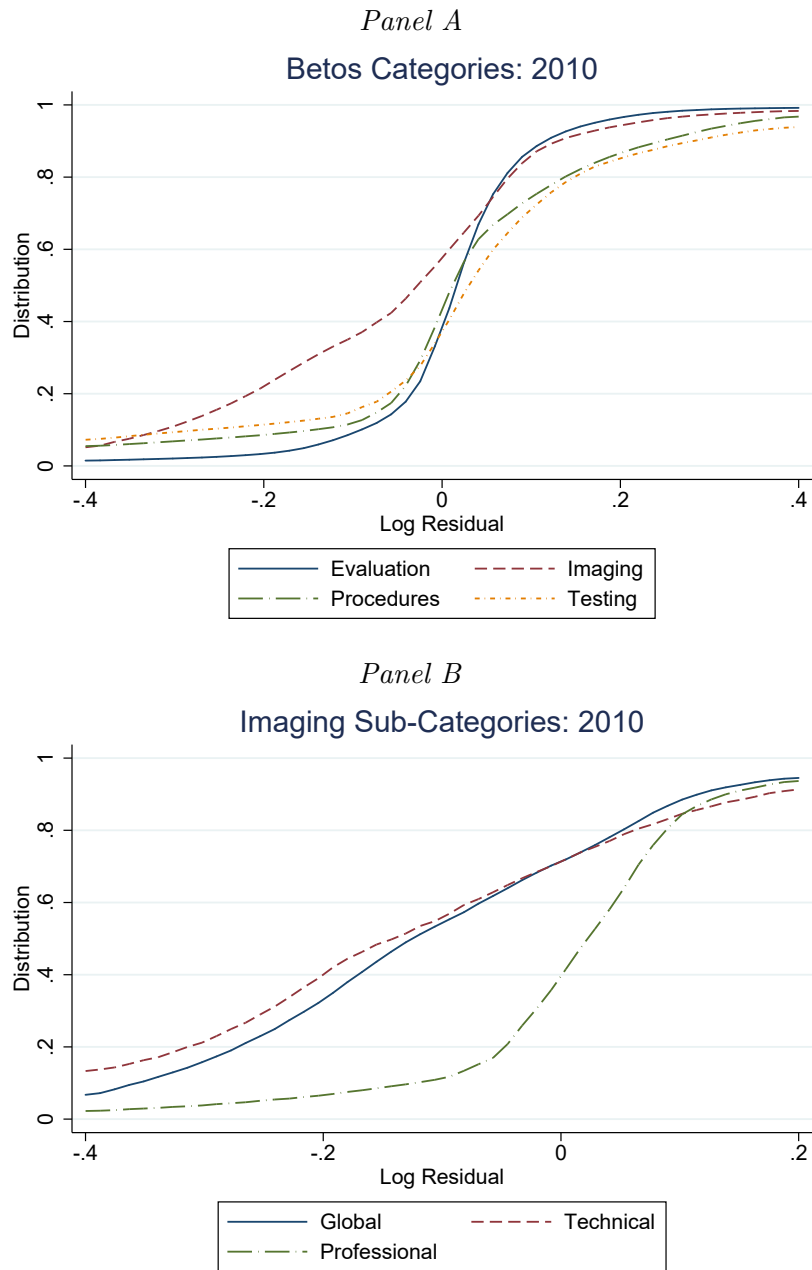 Panel A
Betos Categories: 2010
Distribution
1
.8
.6
.4
.2
0
-.4 -.2 0 .2 .4
Log Residual
Evaluation Imaging
Procedures Testing
Panel B
Imaging Sub-Categories: 2010
Distribution
1
.8
.6
.4
.2
0
-.4 -.2 0 .2
Log Residual
Global Technical
Professional